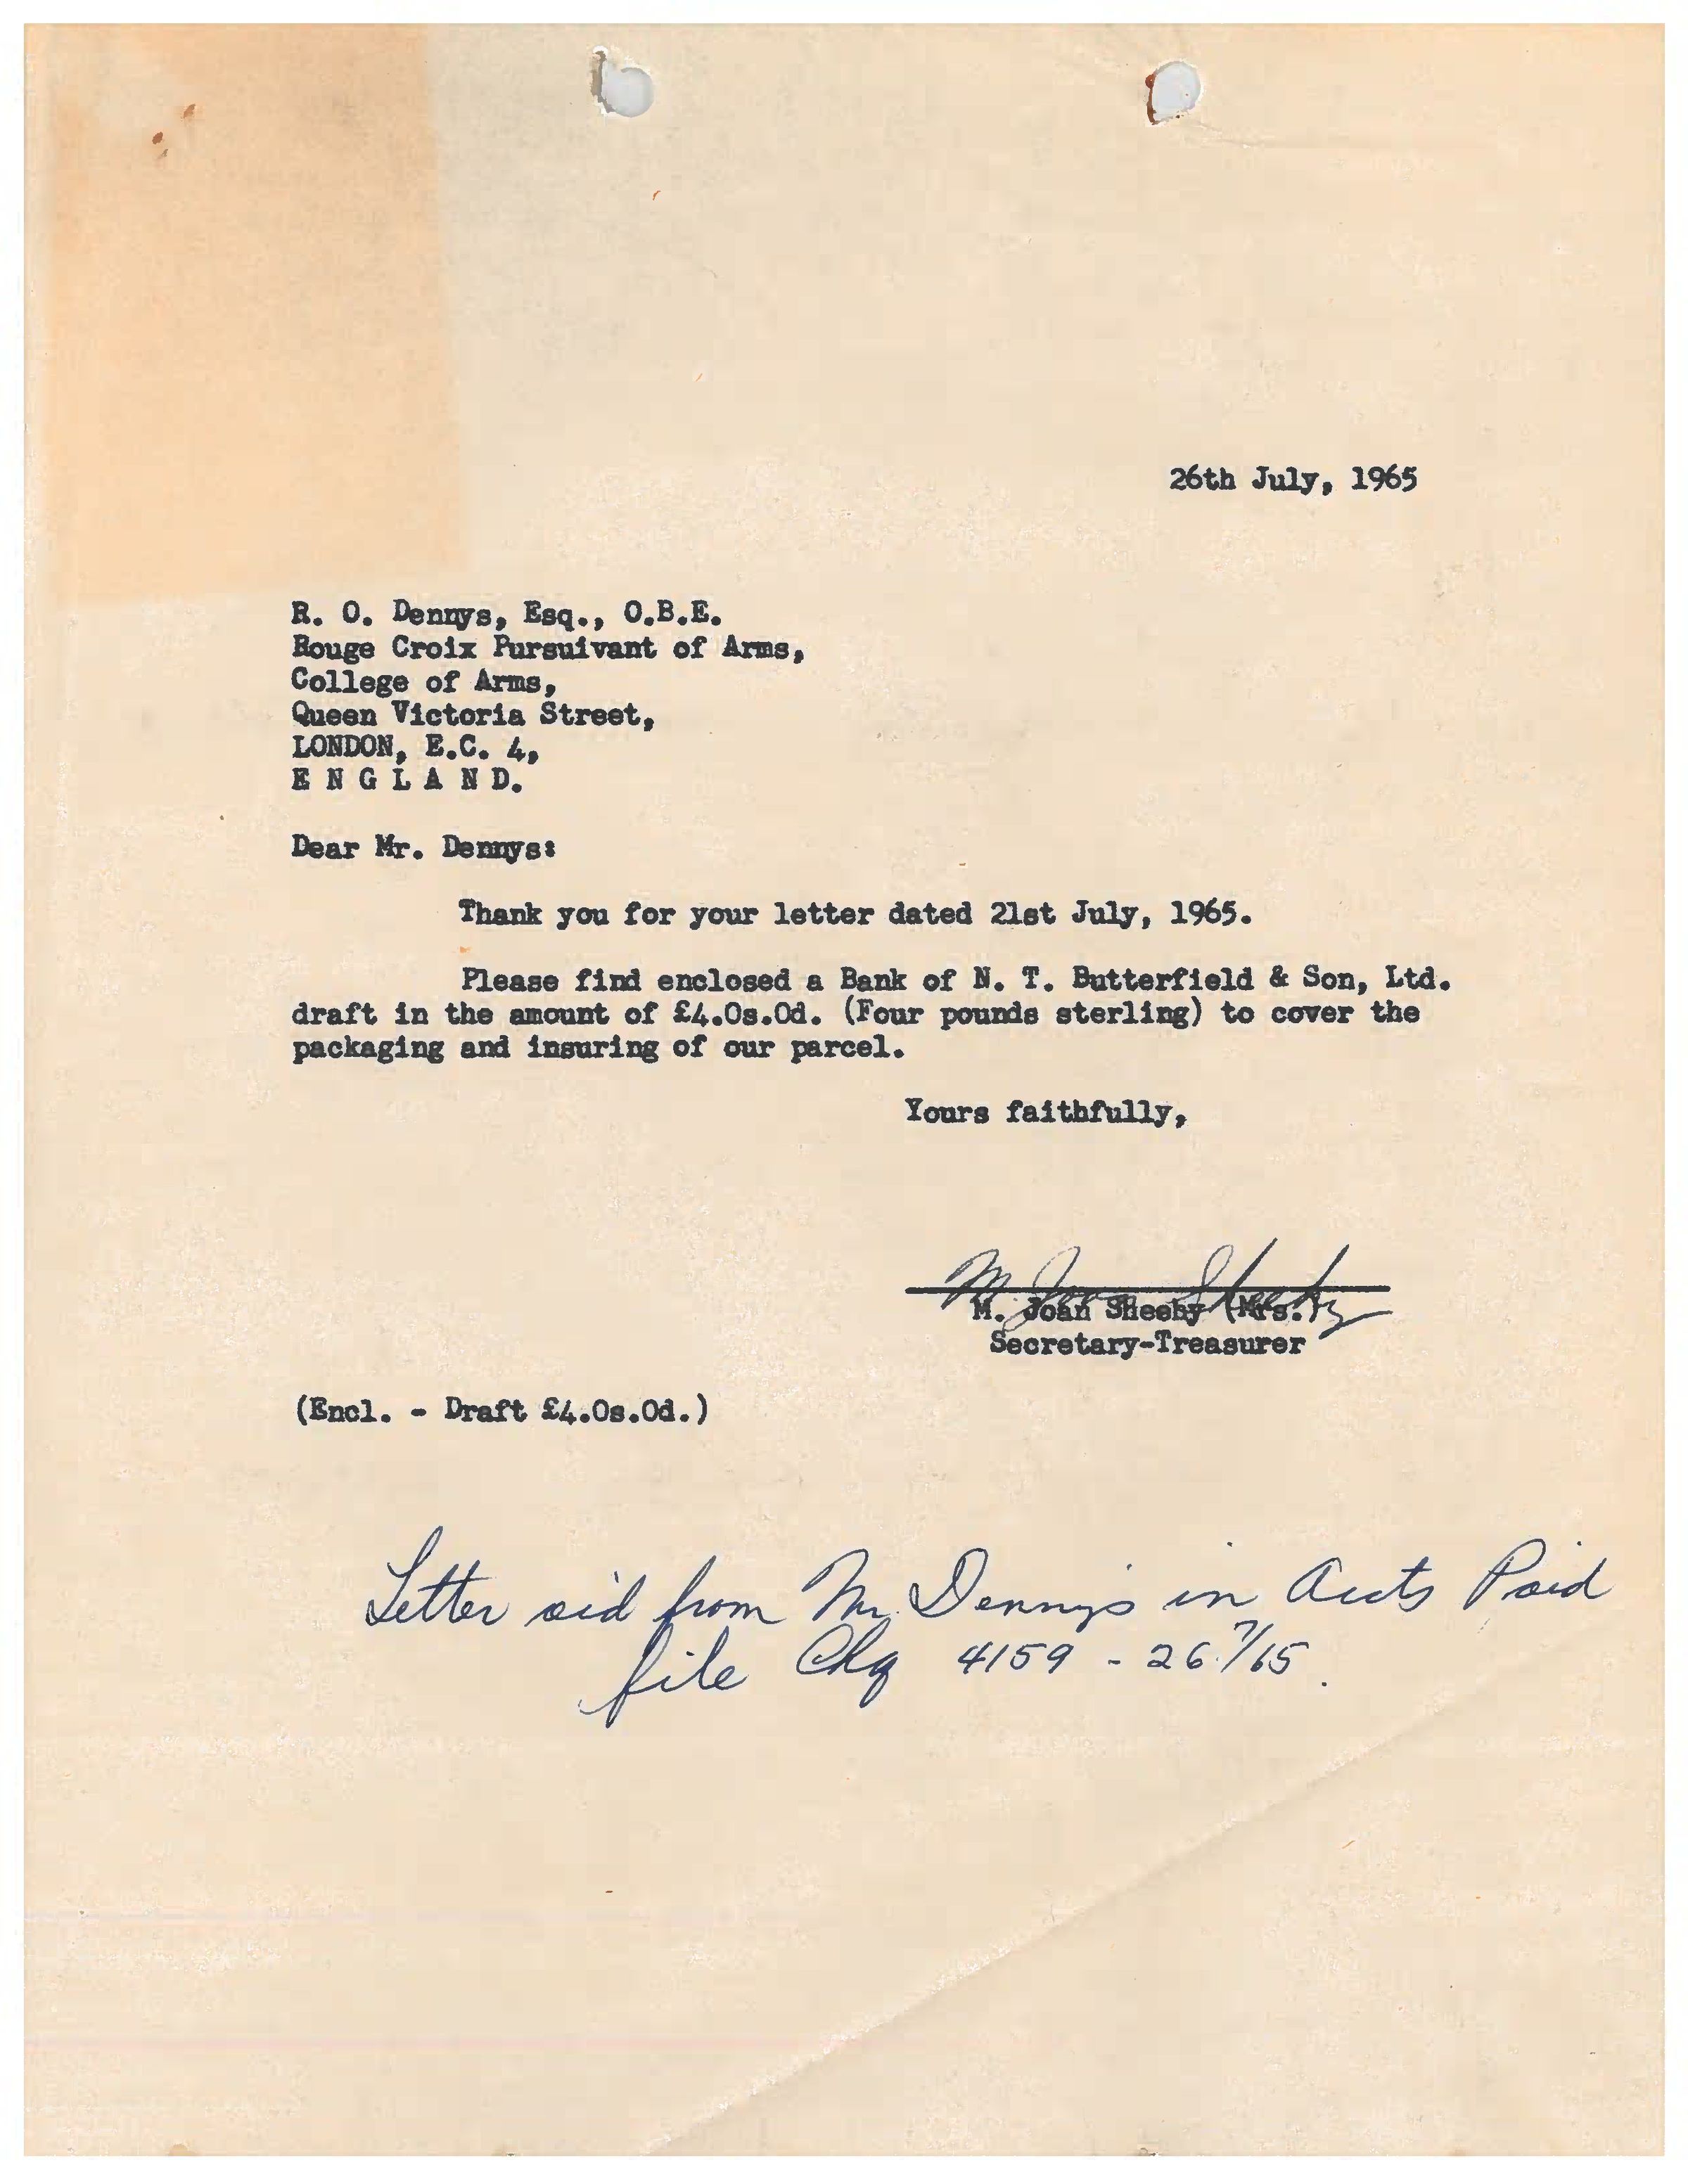 26th July, 1965
R. O. Dennys, Esq., O.B.E.
Rouge Croix Pursuivant of Arms,
College of Arms,
Queen Victoria Street,
LONDON, E.C. 4,
E N G L A N D.
Dear Mr. Dennys:
Thank you for your letter dated 21st July, 1965.
Please find enclosed a Bank of N. T. Butterfield & Son, Ltd.
draft in the amount of £4.0s.0d. (Four pounds sterling) to cover the
packaging and insuring of our parcel.
Yours faithfully,
M. Joan Sheehy
M. Joan Sheehy (Mrs.)
Secretary-Treasurer
(Encl. - Draft £4.0s.0d.)
Letter from Mr. Dennys in Accts Paid
file Chq 4159 - 26.7/65.